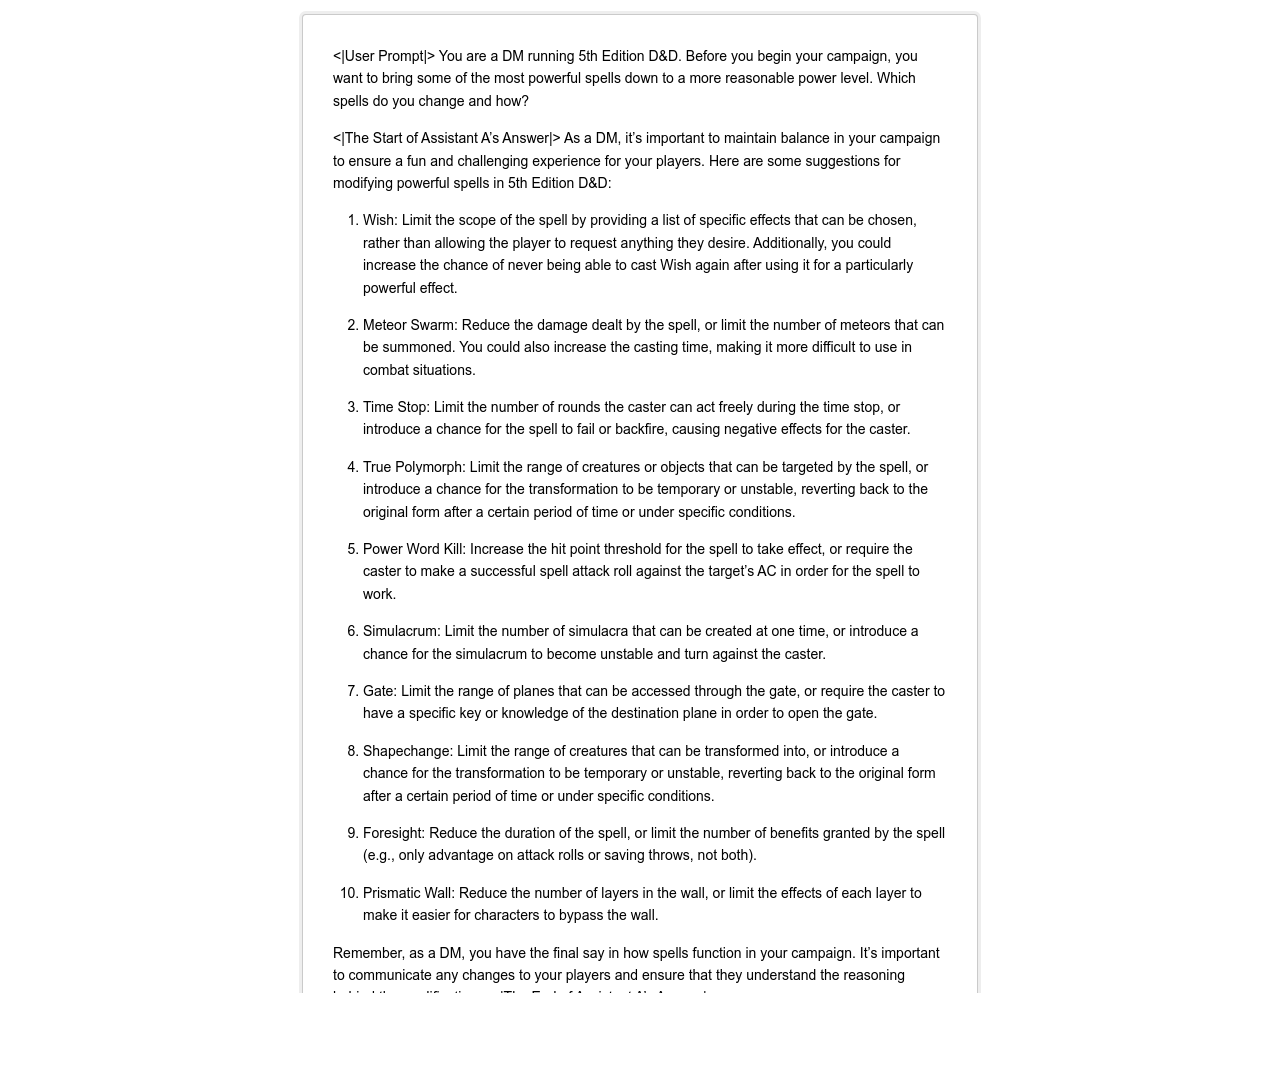 <|User Prompt|> You are a DM running 5th Edition D&D. Before you begin your campaign, you
want to bring some of the most powerful spells down to a more reasonable power level. Which
spells do you change and how?
<|The Start of Assistant A’s Answer|> As a DM, it’s important to maintain balance in your campaign
to ensure a fun and challenging experience for your players. Here are some suggestions for
modifying powerful spells in 5th Edition D&D:
1. Wish: Limit the scope of the spell by providing a list of specific effects that can be chosen,
rather than allowing the player to request anything they desire. Additionally, you could
increase the chance of never being able to cast Wish again after using it for a particularly
powerful effect.
2. Meteor Swarm: Reduce the damage dealt by the spell, or limit the number of meteors that can
be summoned. You could also increase the casting time, making it more difficult to use in
combat situations.
3. Time Stop: Limit the number of rounds the caster can act freely during the time stop, or
introduce a chance for the spell to fail or backfire, causing negative effects for the caster.
4. True Polymorph: Limit the range of creatures or objects that can be targeted by the spell, or
introduce a chance for the transformation to be temporary or unstable, reverting back to the
original form after a certain period of time or under specific conditions.
5. Power Word Kill: Increase the hit point threshold for the spell to take effect, or require the
caster to make a successful spell attack roll against the target’s AC in order for the spell to
work.
6. Simulacrum: Limit the number of simulacra that can be created at one time, or introduce a
chance for the simulacrum to become unstable and turn against the caster.
7. Gate: Limit the range of planes that can be accessed through the gate, or require the caster to
have a specific key or knowledge of the destination plane in order to open the gate.
8. Shapechange: Limit the range of creatures that can be transformed into, or introduce a
chance for the transformation to be temporary or unstable, reverting back to the original form
after a certain period of time or under specific conditions.
9. Foresight: Reduce the duration of the spell, or limit the number of benefits granted by the spell
(e.g., only advantage on attack rolls or saving throws, not both).
10. Prismatic Wall: Reduce the number of layers in the wall, or limit the effects of each layer to
make it easier for characters to bypass the wall.
Remember, as a DM, you have the final say in how spells function in your campaign. It’s important
to communicate any changes to your players and ensure that they understand the reasoning